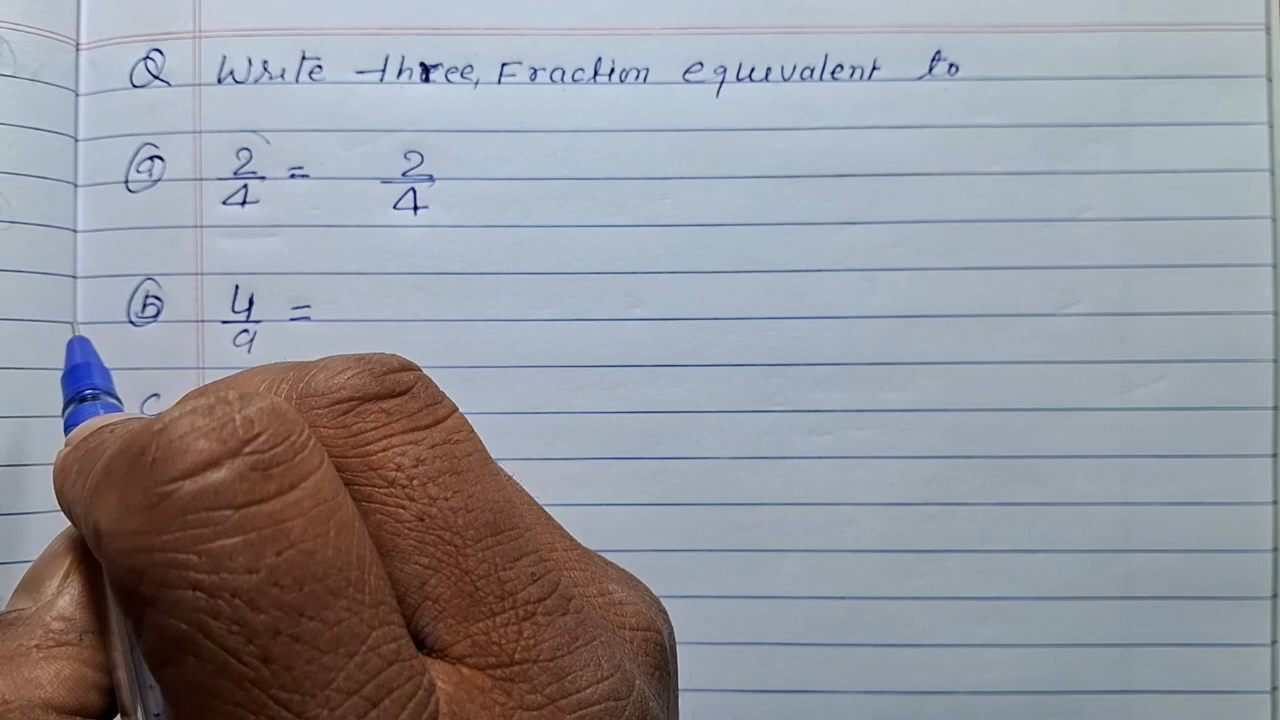 Q Write three, Fraction equivalent to
(a) 2/4 = 2/4
(b) 4/9 =
C